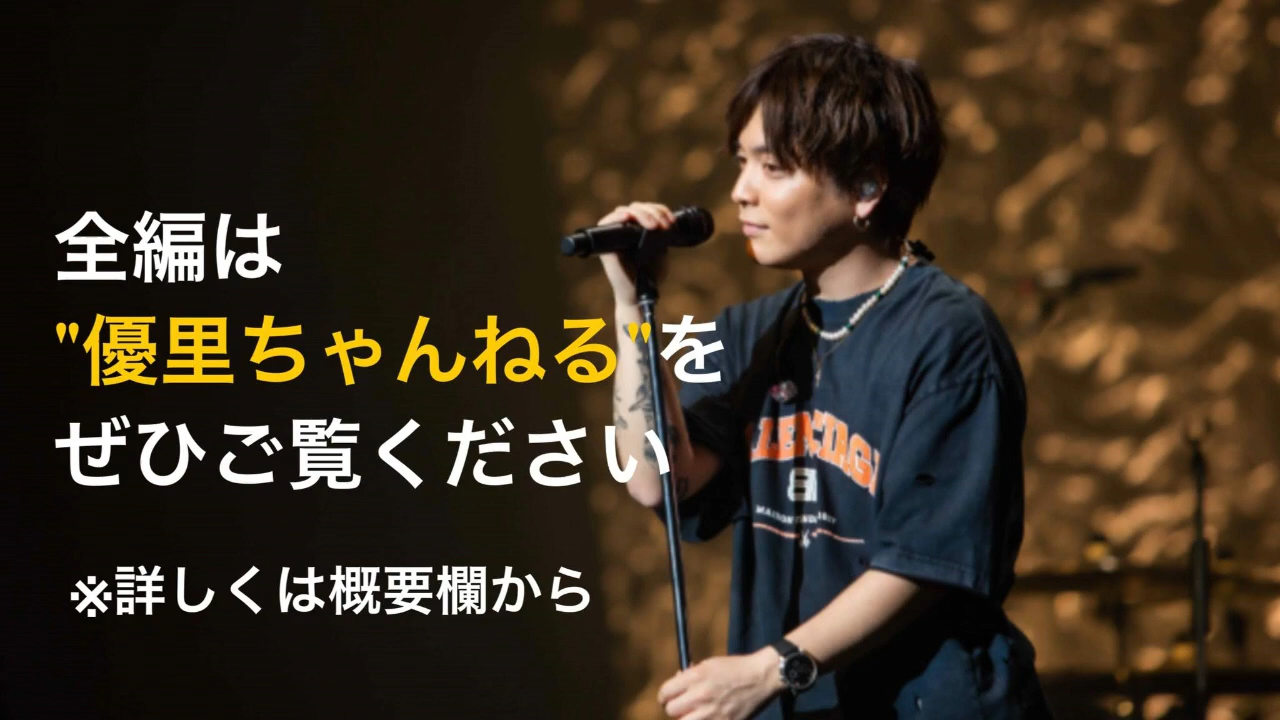 全編は
"優里ちゃんねる"を
ぜひご覧ください
※詳しくは概要欄から